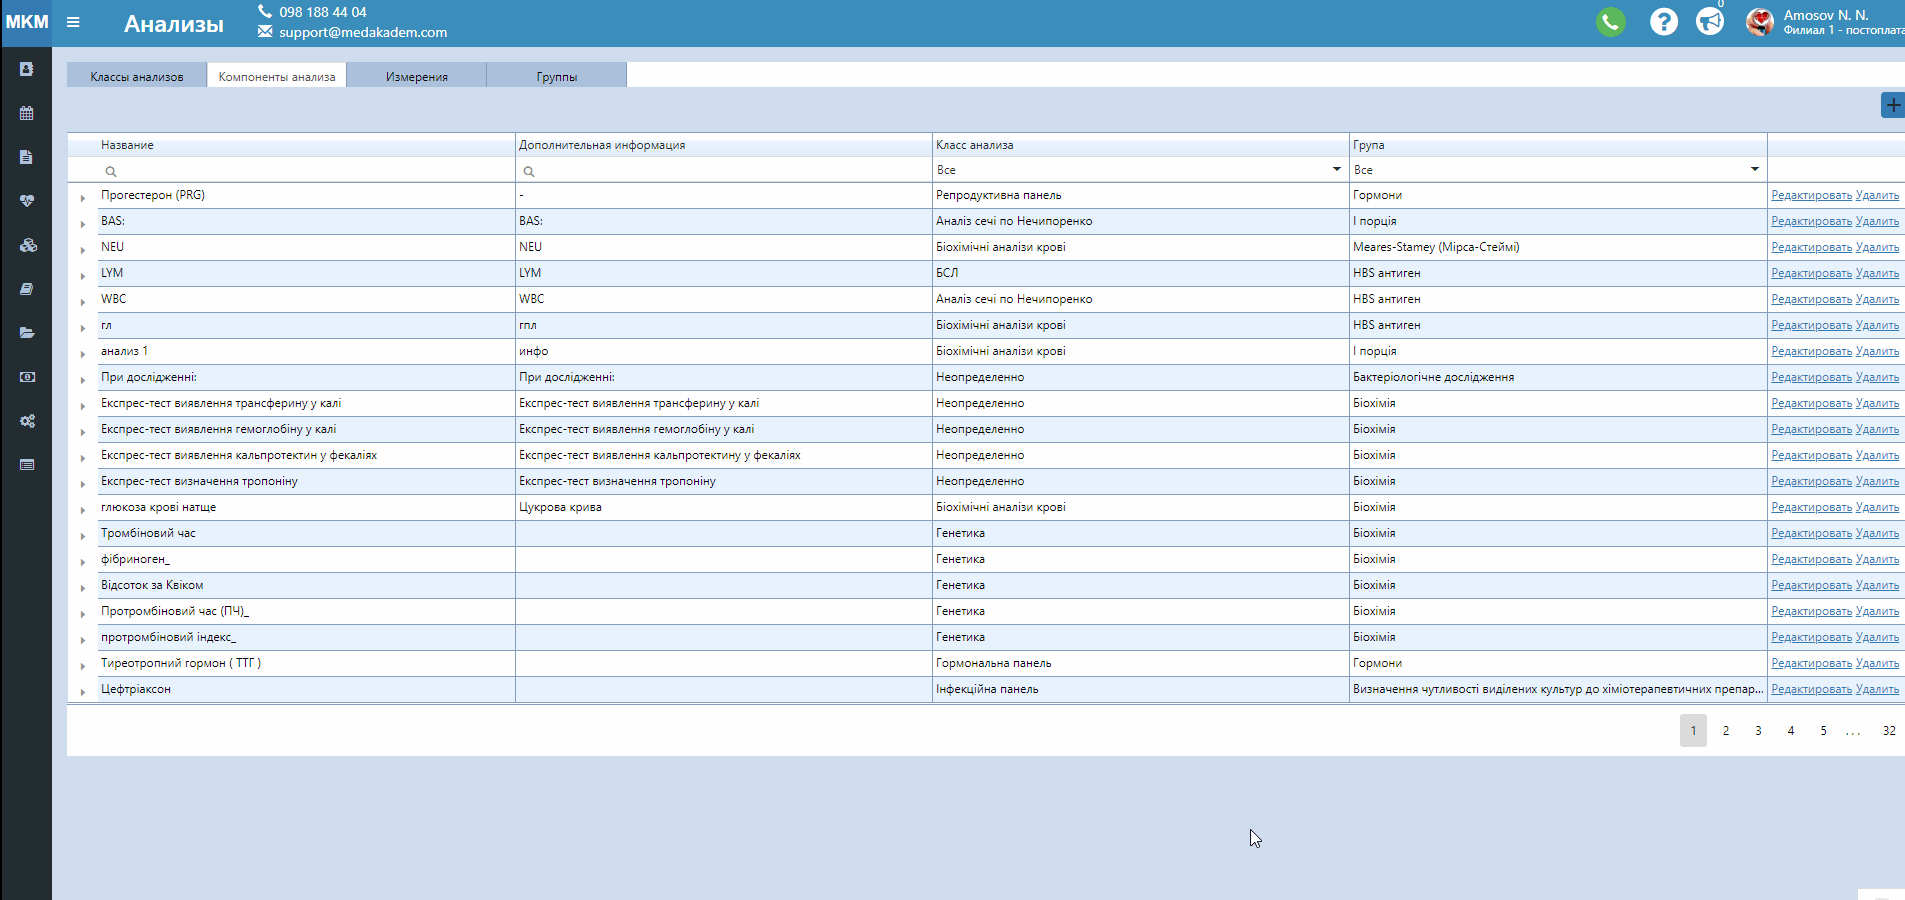 МКМ
Анализы
098 188 44 04
support@medakadem.com
0
Amosov N. N.
Филиал 1 - постоплата
Классы анализов
Компоненты анализа
Измерения
Группы
Название Дополнительная информация Класс анализа Група
Все Все
Прогестерон (PRG) - Репродуктивна панель Гормони Редактировать Удалить
BAS: BAS: Аналіз сечі по Нечипоренко І порція Редактировать Удалить
NEU NEU Біохімічні аналізи крові Meares-Stamey (Мірса-Стеймі) Редактировать Удалить
LYM LYM БСЛ HBS антиген Редактировать Удалить
WBC WBC Аналіз сечі по Нечипоренко HBS антиген Редактировать Удалить
гл гпл Біохімічні аналізи крові HBS антиген Редактировать Удалить
анализ 1 инфо Біохімічні аналізи крові І порція Редактировать Удалить
При дослідженні: При дослідженні: Неопределенно Бактеріологічне дослідження Редактировать Удалить
Експрес-тест виявлення трансферину у калі Експрес-тест виявлення трансферину у калі Неопределенно Біохімія Редактировать Удалить
Експрес-тест виявлення гемоглобіну у калі Експрес-тест виявлення гемоглобіну у калі Неопределенно Біохімія Редактировать Удалить
Експрес-тест виявлення кальпротектин у фекаліях Експрес-тест виявлення кальпротектину у фекаліях Неопределенно Біохімія Редактировать Удалить
Експрес-тест визначення тропоніну Експрес-тест визначення тропоніну Неопределенно Біохімія Редактировать Удалить
глюкоза крові натще Цукрова крива Біохімічні аналізи крові Біохімія Редактировать Удалить
Тромбіновий час Генетика Біохімія Редактировать Удалить
фібриноген_ Генетика Біохімія Редактировать Удалить
Відсоток за Квіком Генетика Біохімія Редактировать Удалить
Протромбіновий час (ПЧ)_ Генетика Біохімія Редактировать Удалить
протромбіновий індекс_ Генетика Біохімія Редактировать Удалить
Тиреотропний гормон ( ТТГ ) Гормональна панель Гормони Редактировать Удалить
Цефтріаксон Інфекційна панель Визначення чутливості виділених культур до хіміотерапевтичних препар... Редактировать Удалить
1 2 3 4 5 ... 32